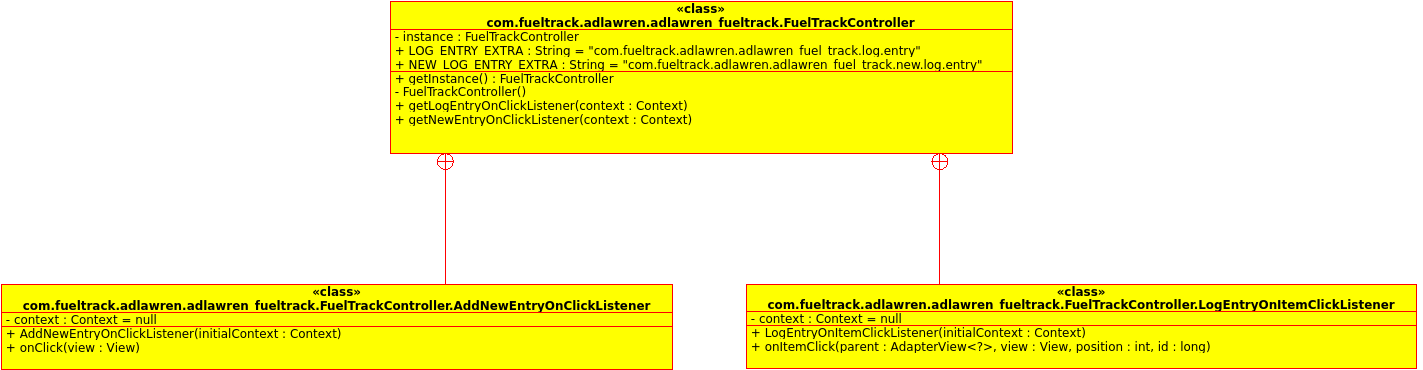 «class»
com.fueltrack.adlawren.adlawren_fueltrack.FuelTrackController
- instance : FuelTrackController
+ LOG_ENTRY_EXTRA : String = "com.fueltrack.adlawren.adlawren_fuel_track.log.entry"
+ NEW_LOG_ENTRY_EXTRA : String = "com.fueltrack.adlawren.adlawren_fuel_track.new.log.entry"
+ getInstance() : FuelTrackController
- FuelTrackController()
+ getLogEntryOnClickListener(context : Context)
+ getNewEntryOnClickListener(context : Context)
«class»
com.fueltrack.adlawren.adlawren_fueltrack.FuelTrackController.AddNewEntryOnClickListener
- context : Context = null
+ AddNewEntryOnClickListener(initialContext : Context)
+ onClick(view : View)
«class»
com.fueltrack.adlawren.adlawren_fueltrack.FuelTrackController.LogEntryOnItemClickListener
- context : Context = null
+ LogEntryOnItemClickListener(initialContext : Context)
+ onItemClick(parent : AdapterView<?>, view : View, position : int, id : long)